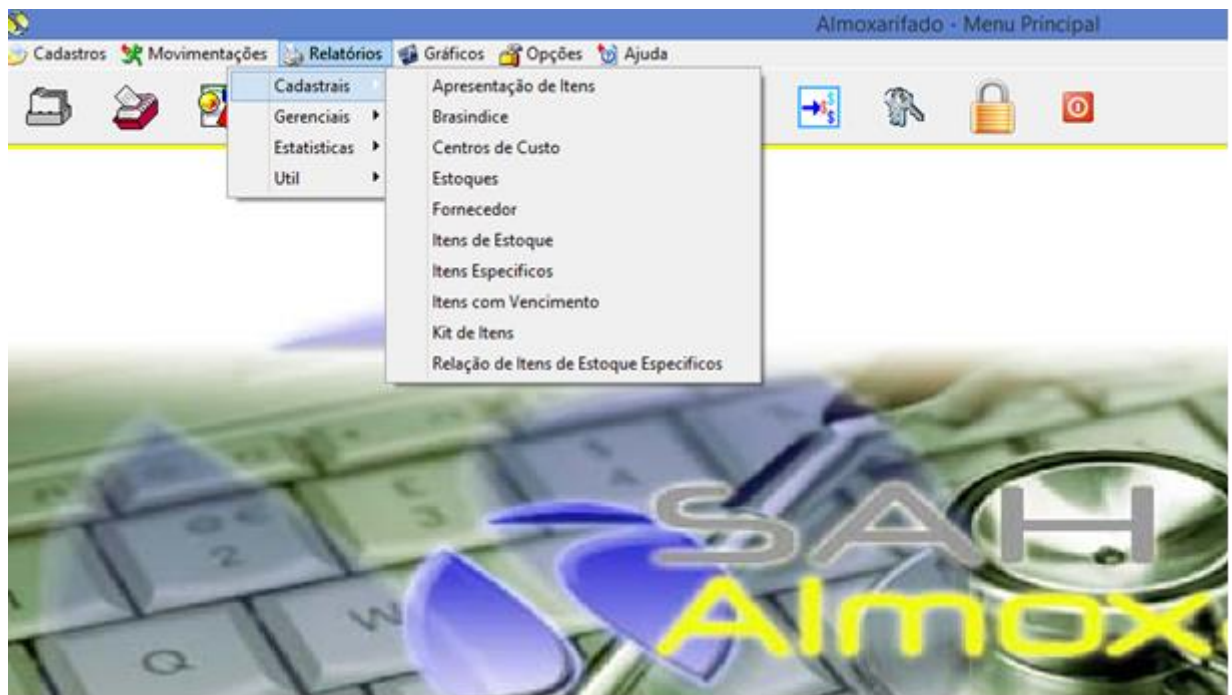 Almoxarifado - Menu Principal
Cadastros Movimentações Relatórios Gráficos Opções Ajuda
Cadastrais
Gerenciais
Estatisticas
Util
Apresentação de Itens
Brasindice
Centros de Custo
Estoques
Fornecedor
Itens de Estoque
Itens Especificos
Itens com Vencimento
Kit de Itens
Relação de Itens de Estoque Especificos
SAH
Almox
2
Q
W